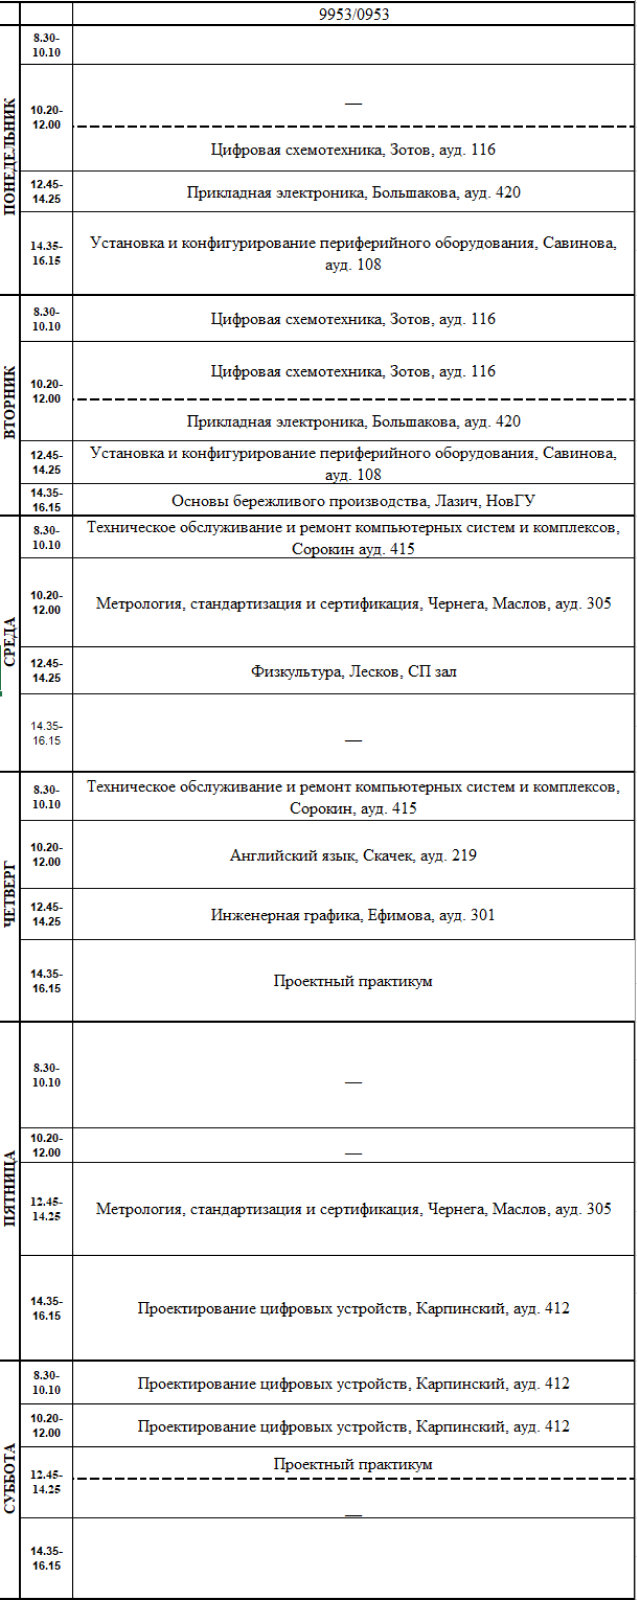 9953/0953
ПОНЕДЕЛЬНИК
8.30-
10.10
10.20-
12.00
—
Цифровая схемотехника, Зотов, ауд. 116
12.45-
14.25
Прикладная электроника, Большакова, ауд. 420
14.35-
16.15
Установка и конфигурирование периферийного оборудования, Савинова,
ауд. 108
ВТОРНИК
8.30-
10.10
Цифровая схемотехника, Зотов, ауд. 116
10.20-
12.00
Цифровая схемотехника, Зотов, ауд. 116
Прикладная электроника, Большакова, ауд. 420
12.45-
14.25
Установка и конфигурирование периферийного оборудования, Савинова,
ауд. 108
14.35-
16.15
Основы бережливого производства, Лазич, НовГУ
СРЕДА
8.30-
10.10
Техническое обслуживание и ремонт компьютерных систем и комплексов,
Сорокин ауд. 415
10.20-
12.00
Метрология, стандартизация и сертификация, Чернега, Маслов, ауд. 305
12.45-
14.25
Физкультура, Лесков, СП зал
14.35-
16.15
—
ЧЕТВЕРГ
8.30-
10.10
Техническое обслуживание и ремонт компьютерных систем и комплексов,
Сорокин, ауд. 415
10.20-
12.00
Английский язык, Скачек, ауд. 219
12.45-
14.25
Инженерная графика, Ефимова, ауд. 301
14.35-
16.15
Проектный практикум
ПЯТНИЦА
8.30-
10.10
—
10.20-
12.00
—
12.45-
14.25
Метрология, стандартизация и сертификация, Чернега, Маслов, ауд. 305
14.35-
16.15
Проектирование цифровых устройств, Карпинский, ауд. 412
СУББОТА
8.30-
10.10
Проектирование цифровых устройств, Карпинский, ауд. 412
10.20-
12.00
Проектирование цифровых устройств, Карпинский, ауд. 412
12.45-
14.25
Проектный практикум
—
14.35-
16.15